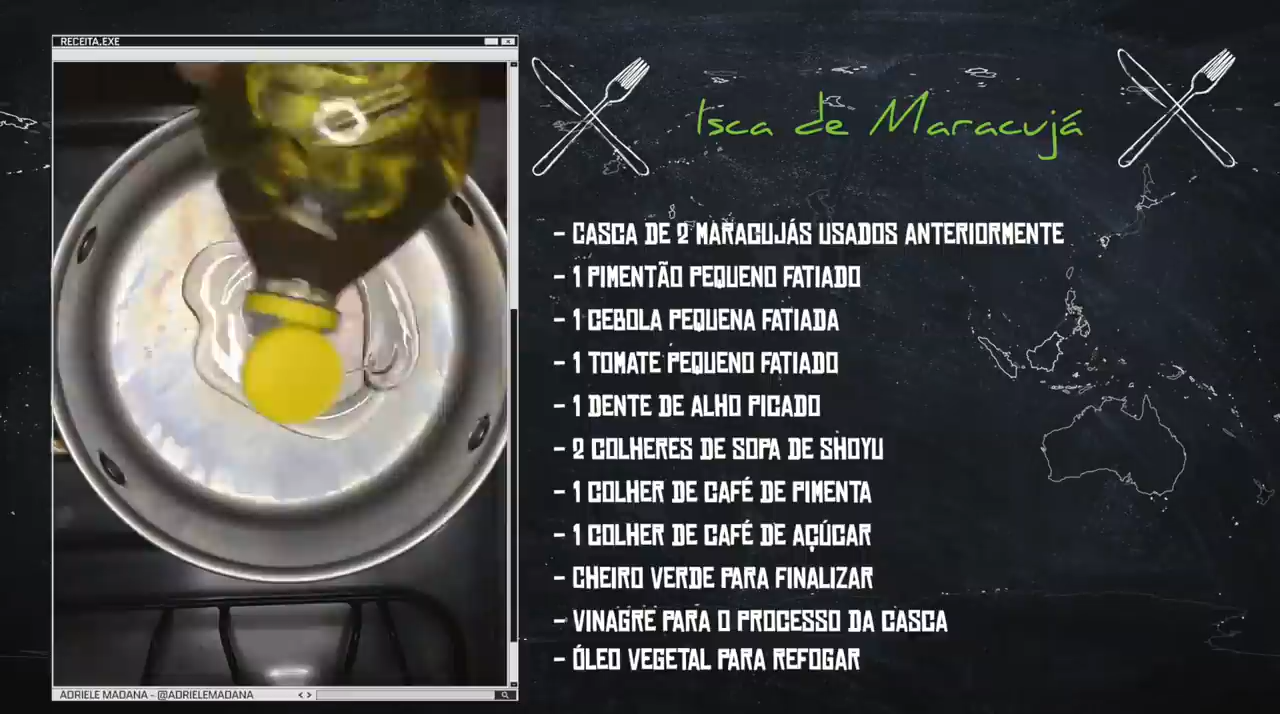 RECEITA.EXE
Isca de Maracujá
- CASCA DE 2 MARACUJÁS USADOS ANTERIORMENTE
- 1 PIMENTÃO PEQUENO FATIADO
- 1 CEBOLA PEQUENA FATIADA
- 1 TOMATE PEQUENO FATIADO
- 1 DENTE DE ALHO PICADO
- 2 COLHERES DE SOPA DE SHOYU
- 1 COLHER DE CAFÉ DE PIMENTA
- 1 COLHER DE CAFÉ DE AÇÚCAR
- CHEIRO VERDE PARA FINALIZAR
- VINAGRE PARA O PROCESSO DA CASCA
- ÓLEO VEGETAL PARA REFOGAR
ADRIELE MADANA - @ADRIELEMADANA